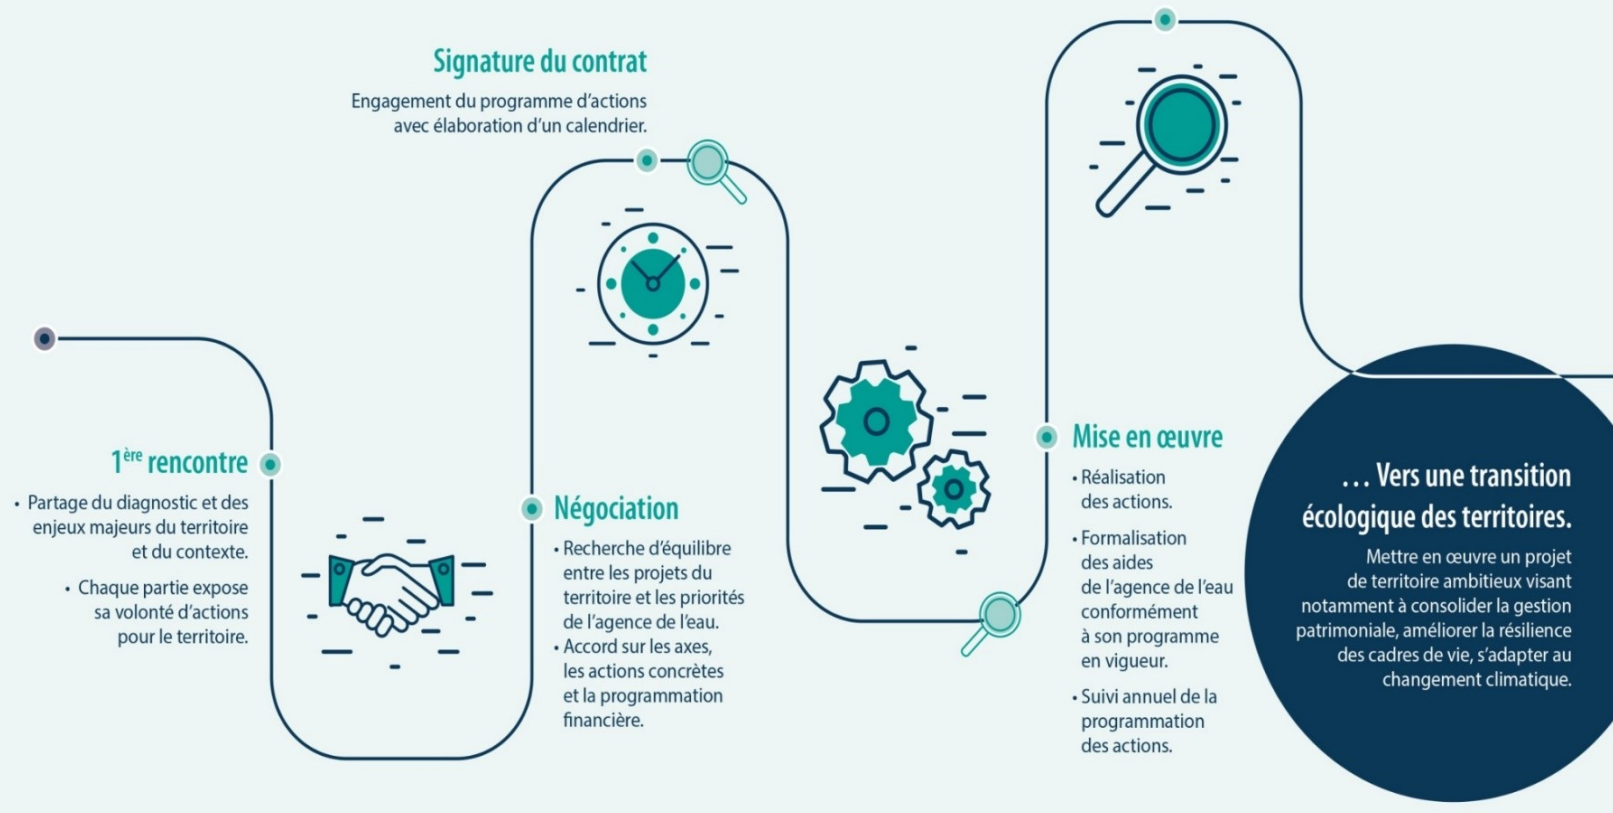 1ère rencontre
• Partage du diagnostic et des
enjeux majeurs du territoire
et du contexte.
• Chaque partie expose
sa volonté d’actions
pour le territoire.
Négociation
• Recherche d’équilibre
entre les projets du
territoire et les priorités
de l’agence de l’eau.
• Accord sur les axes,
les actions concrètes
et la programmation
financière.
Signature du contrat
Engagement du programme d’actions
avec élaboration d’un calendrier.
Mise en œuvre
• Réalisation
des actions.
• Formalisation
des aides
de l’agence de l’eau
conformément
à son programme
en vigueur.
• Suivi annuel de la
programmation
des actions.
... Vers une transition
écologique des territoires.
Mettre en œuvre un projet
de territoire ambitieux visant
notamment à consolider la gestion
patrimoniale, améliorer la résilience
des cadres de vie, s’adapter au
changement climatique.